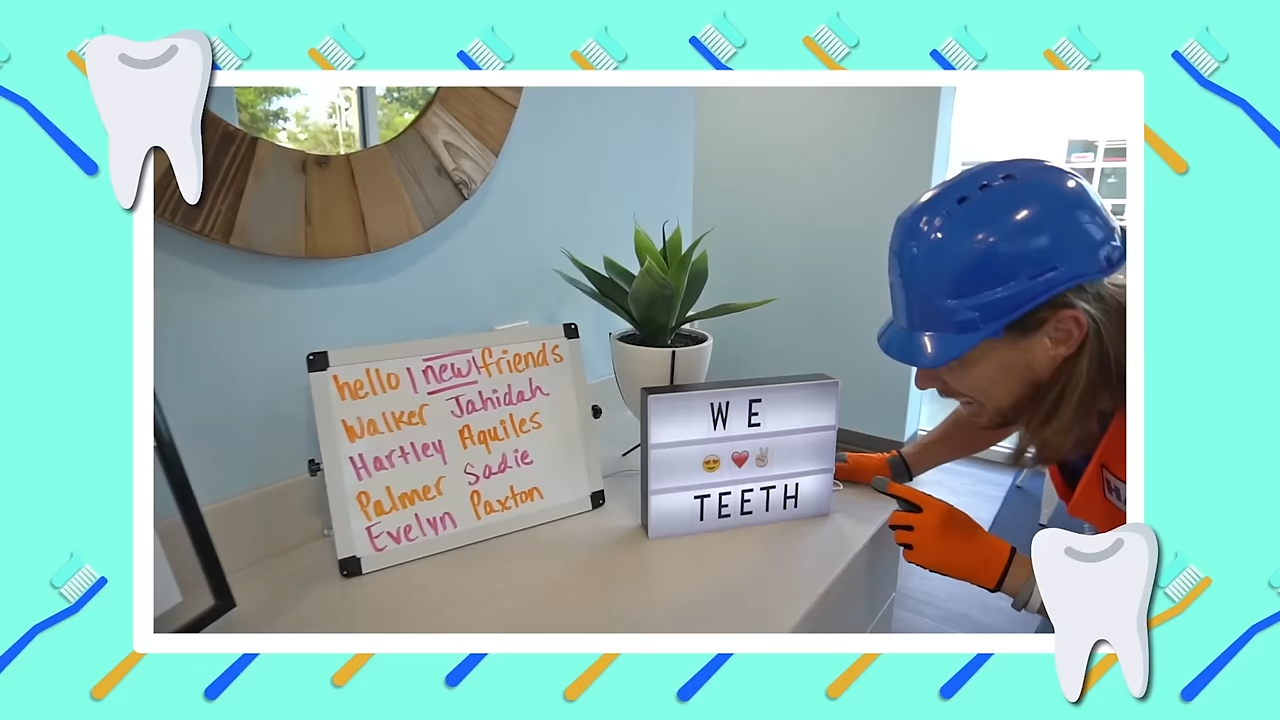 hello new friends
Walker Jahidah
Hartley Aquiles
Palmer Sadie
Evelyn Paxton
WE
😍❤️✌🏼
TEETH